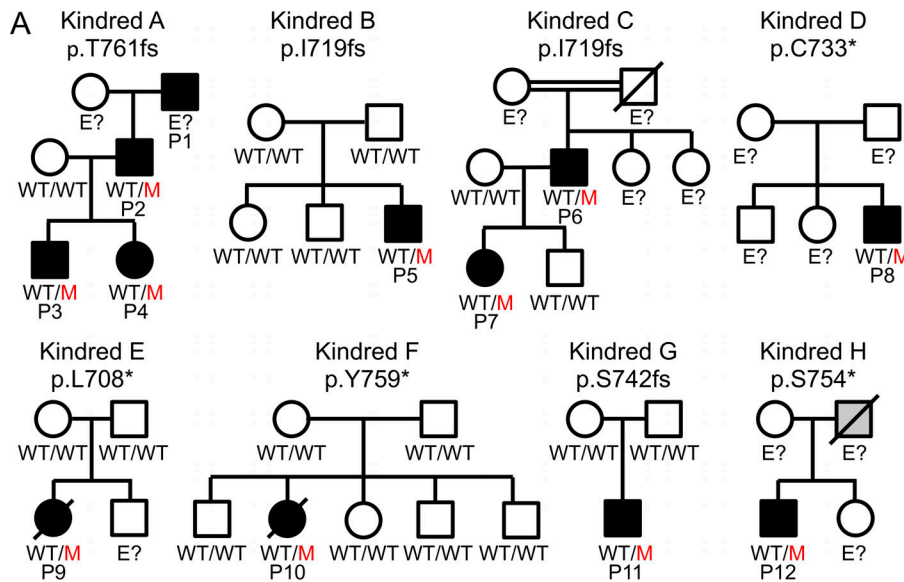 A
Kindred A
p.T761fs
E?
E?
P1
WT/WT
WT/M
P2
WT/M
P3
WT/M
P4
Kindred B
p.I719fs
WT/WT
WT/WT
WT/WT
WT/WT
WT/M
P5
Kindred C
p.I719fs
E?
E?
WT/WT
WT/M
P6
E?
E?
WT/M
P7
WT/WT
Kindred D
p.C733*
E?
E?
E?
E?
WT/M
P8
Kindred E
p.L708*
WT/WT
WT/WT
WT/M
P9
E?
Kindred F
p.Y759*
WT/WT
WT/WT
WT/WT
WT/M
P10
WT/WT
WT/WT
WT/WT
Kindred G
p.S742fs
WT/WT
WT/WT
WT/M
P11
Kindred H
p.S754*
E?
E?
WT/M
P12
E?